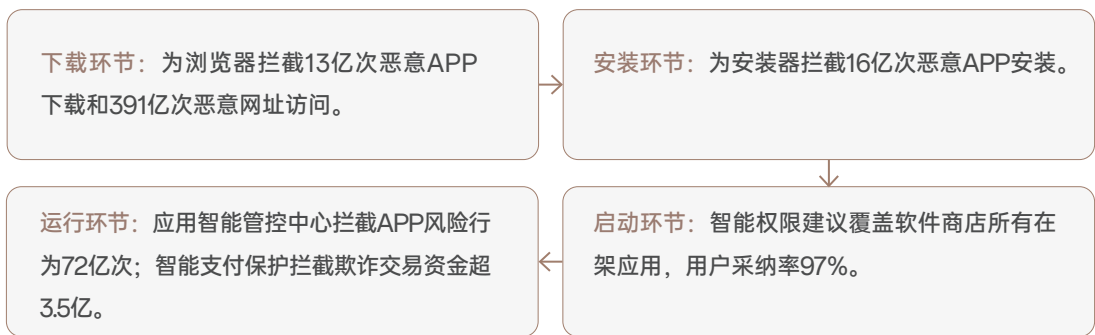 下载环节：为浏览器拦截13亿次恶意APP
下载和391亿次恶意网址访问。
安装环节：为安装器拦截16亿次恶意APP安装。
启动环节：智能权限建议覆盖软件商店所有在
架应用，用户采纳率97%。
运行环节：应用智能管控中心拦截APP风险行
为72亿次；智能支付保护拦截欺诈交易资金超
3.5亿。